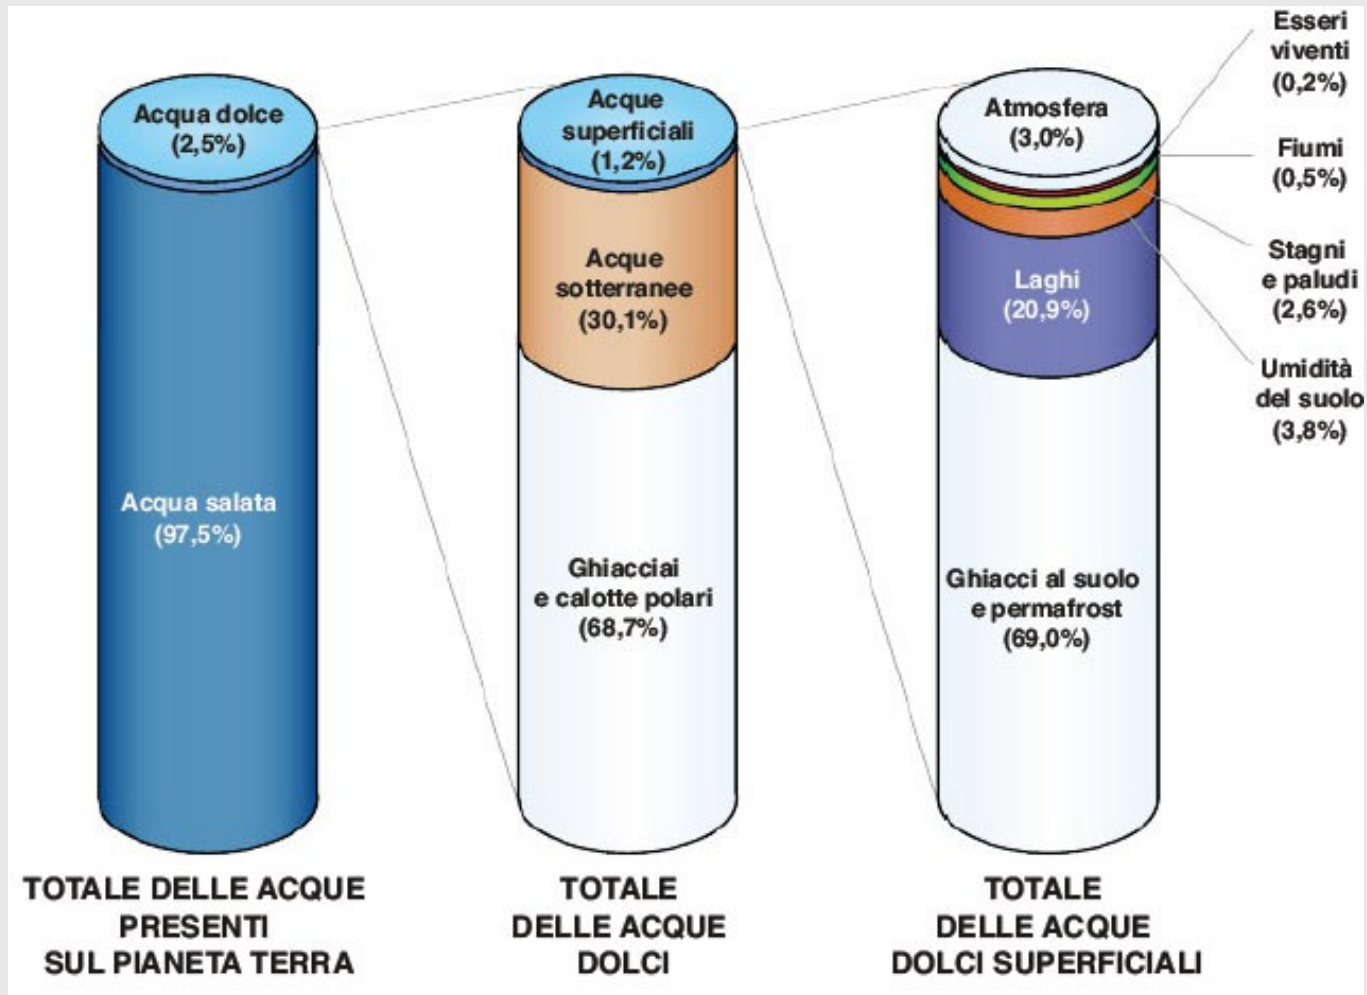 Acqua dolce
(2,5%)
Acqua salata
(97,5%)
TOTALE DELLE ACQUE
PRESENTI
SUL PIANETA TERRA
Acque
superficiali
(1,2%)
Acque
sotterranee
(30,1%)
Ghiacciai
e calotte polari
(68,7%)
TOTALE
DELLE ACQUE
DOLCI
Atmosfera
(3,0%)
Esseri
viventi
(0,2%)
Fiumi
(0,5%)
Stagni
e paludi
(2,6%)
Umidità
del suolo
(3,8%)
Laghi
(20,9%)
Ghiacci al suolo
e permafrost
(69,0%)
TOTALE
DELLE ACQUE
DOLCI SUPERFICIALI